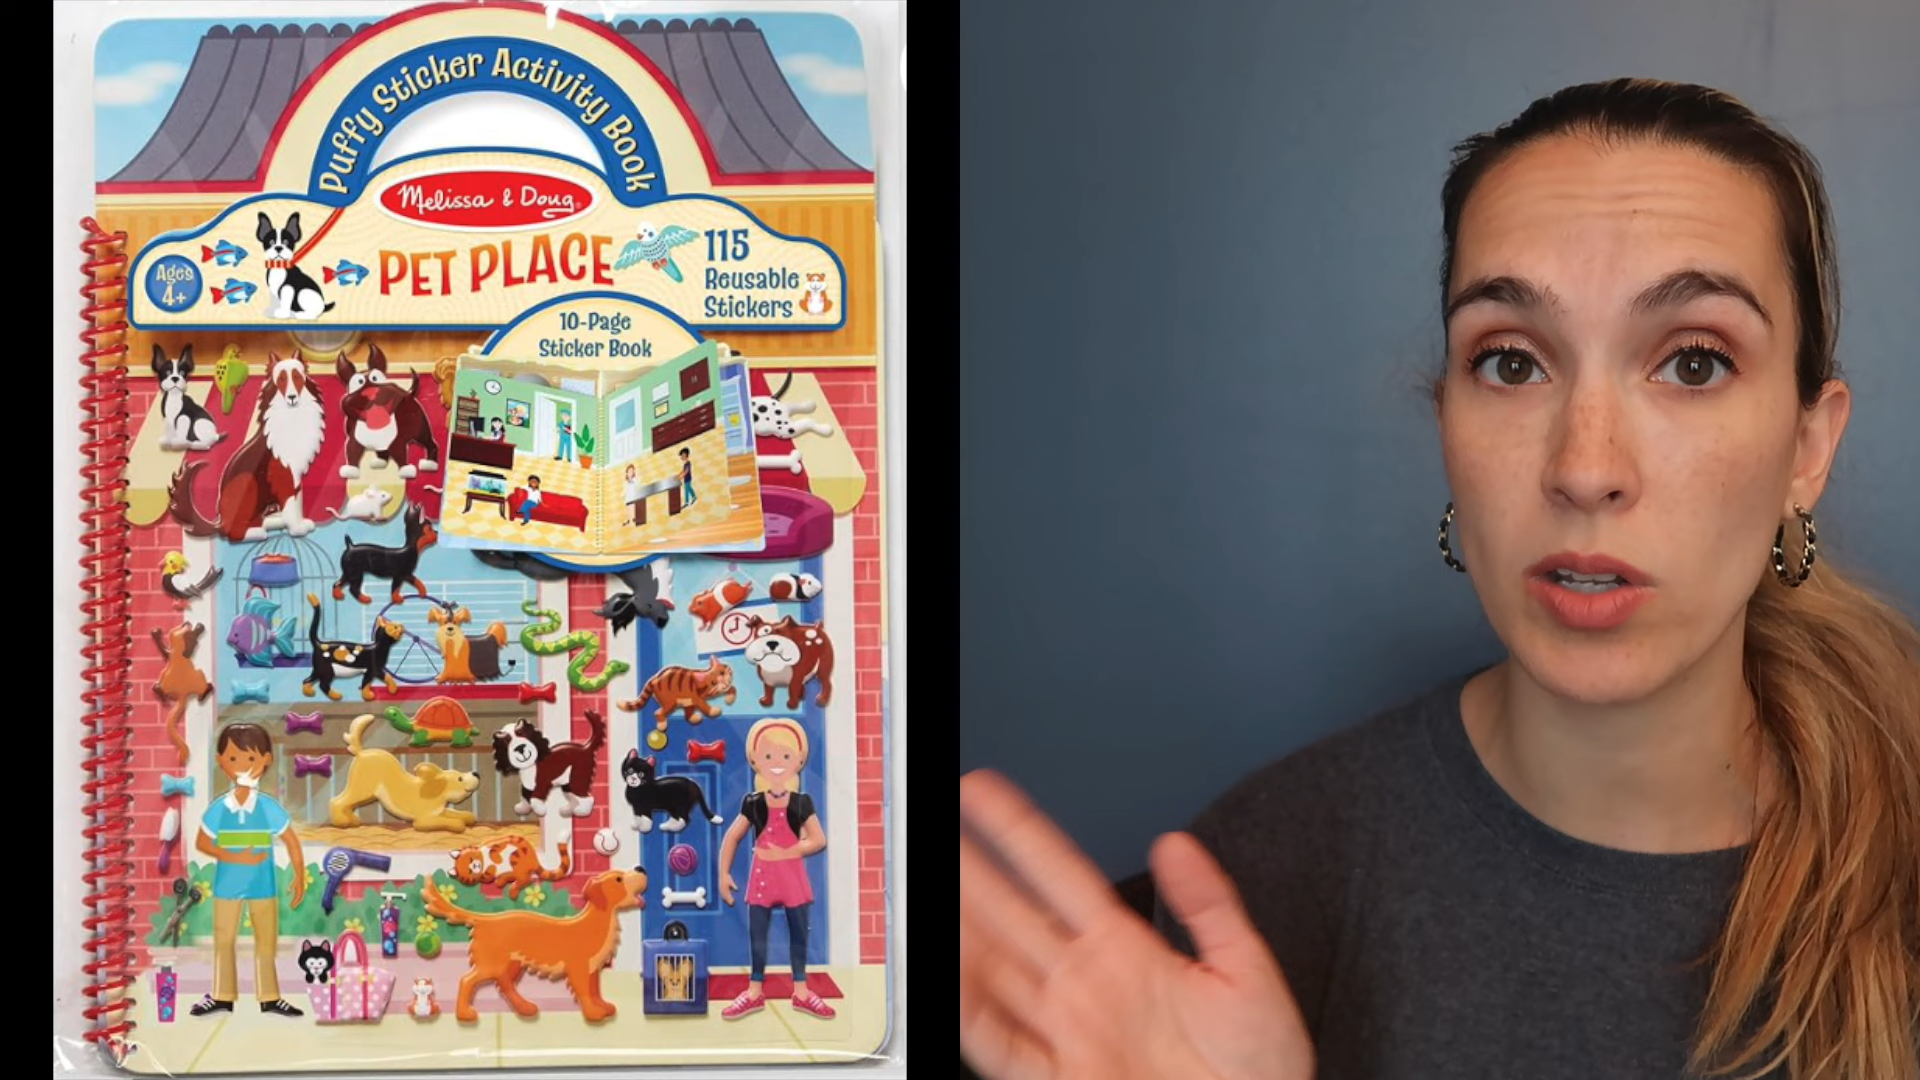 Puffy Sticker Activity Book
Melissa & Doug
PET PLACE
Ages
4+
115
Reusable
Stickers
10-Page
Sticker Book